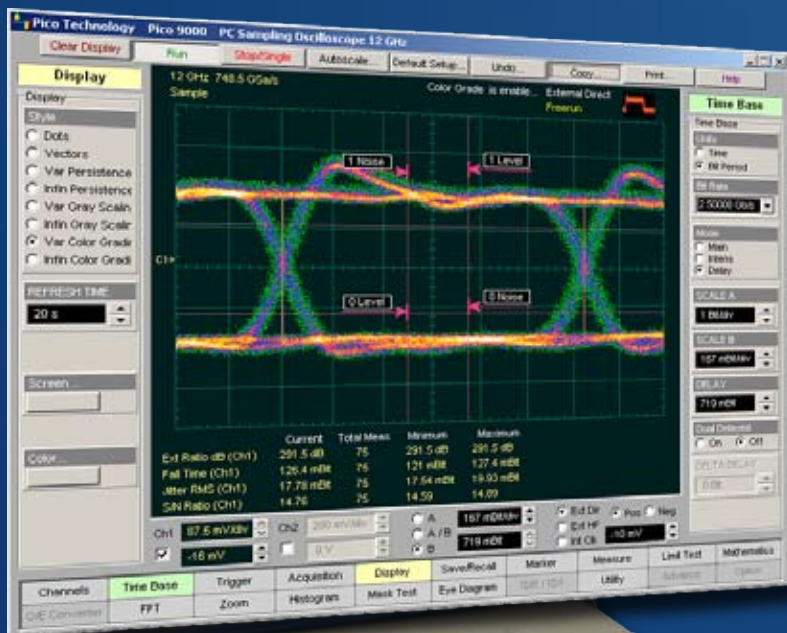 Pico Technology Pico 9000 PC Sampling Oscilloscope 12 GHz
Clear Display Run Stop/Single Autoscale... Default Setup... Undo... Copy... Print... Help
Display
Display
Style
Dots
Vectors
Var Persistence
Infin Persistence
Var Gray Scalin
Infin Gray Scalin
Var Color Gradi
Infin Color Gradi
REFRESH TIME
20 s
Screen...
Color...
12 GHz 748.5 GSa/s
Sample
Color Grade is enable...
External Direct
Freerun
1 Noise
1 Level
C1
0 Level
0 Noise
Current Total Meas Minimum Maximum
Ext Ratio dB (Ch1) 291.5 dB 75 291.5 dB 291.5 dB
Fall Time (Ch1) 126.4 mBit 75 121 mBit 127.4 mBit
Jitter RMS (Ch1) 17.78 mBit 75 17.54 mBit 19.93 mBit
S/N Ratio (Ch1) 14.76 75 14.59
Time Base
Time Base
Units
Time
Bit Period
Bit Rate
2.50000 Gb/s
Mode
Main
Intens
Delay
SCALE A
1 Bit/div
SCALE B
167 mBit/div
DELAY
719 mBit
Dual Delayed
On Off
DELTA DELAY
0 Bit
Ch1 87.6 mV/div
-16 mV
Ch2 200 mV/div
0 V
A
A / B
B
167 mBit/div
719 mBit
Ext Dir
Ext HF
Int Clk
Pos Neg
-10 mV
Channels Time Base Trigger Acquisition Display Save/Recall Marker Measure Limit Test Mathematics
O/E Converter FFT Zoom Histogram Mask Test Eye Diagram Utility